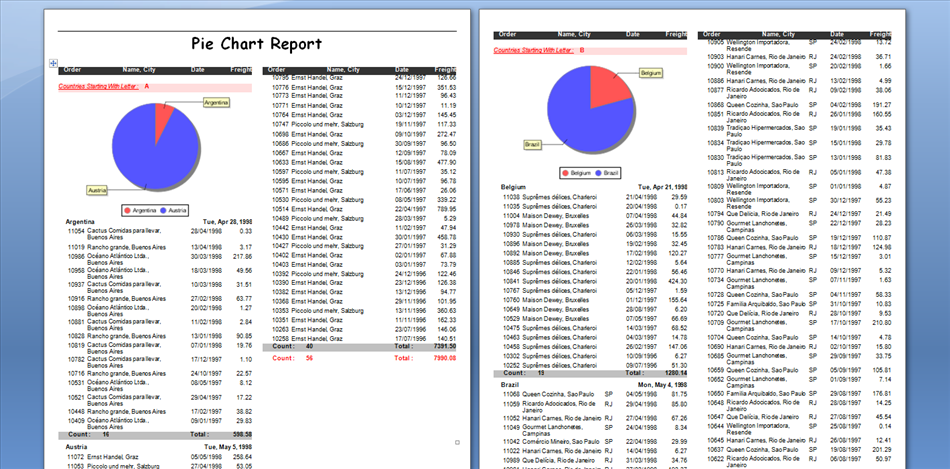 Pie Chart Report
Order Name, City Date Freight
Countries Starting With Letter : A
Argentina
Austria
Argentina Austria
Argentina Tue, Apr 28, 1998
11054 Cactus Comidas para llevar, 28/04/1998 0.33
Buenos Aires
11019 Rancho grande, Buenos Aires 13/04/1998 3.17
10986 Océano Atlántico Ltda., 30/03/1998 217.86
Buenos Aires
10958 Océano Atlántico Ltda., 18/03/1998 49.56
Buenos Aires
10937 Cactus Comidas para llevar, 10/03/1998 31.51
Buenos Aires
10916 Rancho grande, Buenos Aires 27/02/1998 63.77
10898 Océano Atlántico Ltda., 20/02/1998 1.27
Buenos Aires
10881 Cactus Comidas para llevar, 11/02/1998 2.84
Buenos Aires
10828 Rancho grande, Buenos Aires 13/01/1998 90.85
10819 Cactus Comidas para llevar, 07/01/1998 19.76
Buenos Aires
10782 Cactus Comidas para llevar, 17/12/1997 1.10
Buenos Aires
10716 Rancho grande, Buenos Aires 24/10/1997 22.57
10531 Océano Atlántico Ltda., 08/05/1997 8.12
Buenos Aires
10521 Cactus Comidas para llevar, 29/04/1997 17.22
Buenos Aires
10448 Rancho grande, Buenos Aires 17/02/1997 38.82
10409 Océano Atlántico Ltda., 09/01/1997 29.83
Buenos Aires
Count : 16 Total : 598.58
Austria Tue, May 5, 1998
11072 Ernst Handel, Graz 05/05/1998 258.64
11053 Piccolo und mehr, Salzburg 27/04/1998 53.05
Order Name, City Date Freight
10795 Ernst Handel, Graz 24/12/1997 126.66
10776 Ernst Handel, Graz 15/12/1997 351.53
10773 Ernst Handel, Graz 11/12/1997 96.43
10771 Ernst Handel, Graz 10/12/1997 11.19
10764 Ernst Handel, Graz 03/12/1997 145.45
10747 Piccolo und mehr, Salzburg 19/11/1997 117.33
10698 Ernst Handel, Graz 09/10/1997 272.47
10686 Piccolo und mehr, Salzburg 30/09/1997 96.50
10667 Ernst Handel, Graz 12/09/1997 78.09
10633 Ernst Handel, Graz 15/08/1997 477.90
10597 Piccolo und mehr, Salzburg 11/07/1997 35.12
10595 Ernst Handel, Graz 10/07/1997 96.78
10571 Ernst Handel, Graz 17/06/1997 26.06
10530 Piccolo und mehr, Salzburg 08/05/1997 339.22
10514 Ernst Handel, Graz 22/04/1997 789.95
10489 Piccolo und mehr, Salzburg 28/03/1997 5.29
10442 Ernst Handel, Graz 11/02/1997 47.94
10430 Ernst Handel, Graz 30/01/1997 458.78
10427 Piccolo und mehr, Salzburg 27/01/1997 31.29
10402 Ernst Handel, Graz 02/01/1997 67.88
10403 Ernst Handel, Graz 03/01/1997 73.79
10392 Piccolo und mehr, Salzburg 24/12/1996 122.46
10390 Ernst Handel, Graz 23/12/1996 126.38
10382 Ernst Handel, Graz 13/12/1996 94.77
10368 Ernst Handel, Graz 29/11/1996 101.95
10353 Piccolo und mehr, Salzburg 13/11/1996 360.63
10351 Ernst Handel, Graz 11/11/1996 162.33
10263 Ernst Handel, Graz 23/07/1996 146.06
10258 Ernst Handel, Graz 17/07/1996 140.51
Count : 40 Total : 7391.50
Count : 56 Total : 7990.08
Order Name, City Date Freight
Countries Starting With Letter : B
Belgium
Brazil
Belgium Brazil
Belgium Tue, Apr 21, 1998
11038 Suprêmes délices, Charleroi 21/04/1998 29.59
11035 Suprêmes délices, Charleroi 20/04/1998 0.17
11004 Maison Dewey, Bruxelles 07/04/1998 44.84
10978 Maison Dewey, Bruxelles 26/03/1998 32.82
10930 Suprêmes délices, Charleroi 06/03/1998 15.55
10896 Maison Dewey, Bruxelles 19/02/1998 32.45
10892 Maison Dewey, Bruxelles 17/02/1998 120.27
10885 Suprêmes délices, Charleroi 12/02/1998 5.64
10846 Suprêmes délices, Charleroi 22/01/1998 56.46
10841 Suprêmes délices, Charleroi 20/01/1998 424.30
10767 Suprêmes délices, Charleroi 05/12/1997 1.59
10760 Maison Dewey, Bruxelles 01/12/1997 155.64
10649 Maison Dewey, Bruxelles 28/08/1997 6.20
10529 Maison Dewey, Bruxelles 07/05/1997 66.69
10475 Suprêmes délices, Charleroi 14/03/1997 68.52
10463 Suprêmes délices, Charleroi 04/03/1997 14.78
10458 Suprêmes délices, Charleroi 26/02/1997 147.06
10302 Suprêmes délices, Charleroi 10/09/1996 6.27
10252 Suprêmes délices, Charleroi 09/07/1996 51.30
Count : 19 Total : 1280.14
Brazil Mon, May 4, 1998
11068 Queen Cozinha, Sao Paulo SP 04/05/1998 81.75
11059 Ricardo Adocicados, Rio de RJ 29/04/1998 85.80
Janeiro
11052 Hanari Carnes, Rio de Janeiro RJ 27/04/1998 67.26
11049 Gourmet Lanchonetes, SP 24/04/1998 8.34
Campinas
11042 Comércio Mineiro, Sao Paulo SP 22/04/1998 29.99
11022 Hanari Carnes, Rio de Janeiro RJ 14/04/1998 6.27
10989 Que Delícia, Rio de Janeiro RJ 31/03/1998 34.76
Order Name, City Date Freight
10905 Wellington Importadora, SP 24/02/1998 13.72
Resende
10903 Hanari Carnes, Rio de Janeiro RJ 24/02/1998 36.71
10900 Wellington Importadora, SP 20/02/1998 1.66
Resende
10886 Hanari Carnes, Rio de Janeiro RJ 13/02/1998 4.99
10877 Ricardo Adocicados, Rio de RJ 09/02/1998 38.06
Janeiro
10868 Queen Cozinha, Sao Paulo SP 04/02/1998 191.27
10851 Ricardo Adocicados, Rio de RJ 26/01/1998 160.55
Janeiro
10839 Tradiçao Hipermercados, Sao SP 19/01/1998 35.43
Paulo
10834 Tradiçao Hipermercados, Sao SP 15/01/1998 29.78
Paulo
10830 Tradiçao Hipermercados, Sao SP 13/01/1998 81.83
Paulo
10813 Ricardo Adocicados, Rio de RJ 05/01/1998 47.38
Janeiro
10809 Wellington Importadora, SP 01/01/1998 4.87
Resende
10803 Wellington Importadora, SP 30/12/1997 55.23
Resende
10794 Que Delícia, Rio de Janeiro RJ 24/12/1997 21.49
10790 Gourmet Lanchonetes, SP 22/12/1997 28.23
Campinas
10786 Queen Cozinha, Sao Paulo SP 19/12/1997 110.87
10783 Hanari Carnes, Rio de Janeiro RJ 18/12/1997 124.98
10777 Gourmet Lanchonetes, SP 15/12/1997 3.01
Campinas
10770 Hanari Carnes, Rio de Janeiro RJ 09/12/1997 5.32
10734 Gourmet Lanchonetes, SP 07/11/1997 1.63
Campinas
10728 Queen Cozinha, Sao Paulo SP 04/11/1997 58.33
10725 Familia Arquibaldo, Sao Paulo SP 31/10/1997 10.83
10720 Que Delícia, Rio de Janeiro RJ 28/10/1997 9.53
10709 Gourmet Lanchonetes, SP 17/10/1997 210.80
Campinas
10704 Queen Cozinha, Sao Paulo SP 14/10/1997 4.78
10690 Hanari Carnes, Rio de Janeiro RJ 02/10/1997 15.80
10685 Gourmet Lanchonetes, SP 29/09/1997 33.75
Campinas
10659 Queen Cozinha, Sao Paulo SP 05/09/1997 105.81
10652 Gourmet Lanchonetes, SP 01/09/1997 7.14
Campinas
10650 Familia Arquibaldo, Sao Paulo SP 29/08/1997 176.81
10648 Ricardo Adocicados, Rio de RJ 28/08/1997 14.25
Janeiro
10647 Que Delícia, Rio de Janeiro RJ 27/08/1997 45.54
10644 Wellington Importadora, SP 25/08/1997 0.14
Resende
10645 Hanari Carnes, Rio de Janeiro RJ 26/08/1997 12.41
10637 Queen Cozinha, Sao Paulo SP 19/08/1997 201.29
10622 Ricardo Adocicados, Rio de RJ 06/08/1997 50.97